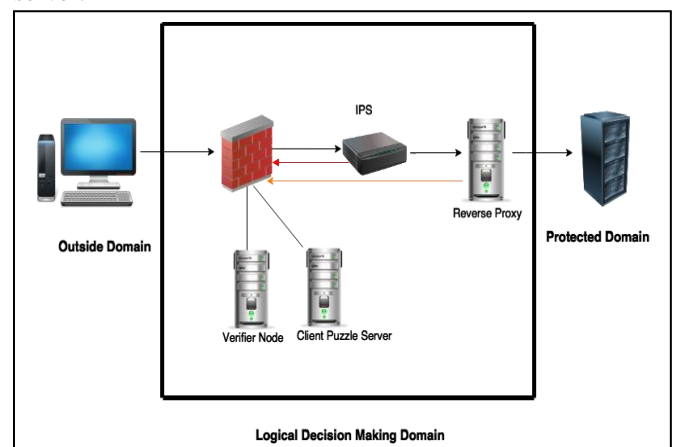 IPS
Reverse Proxy
Outside Domain
Protected Domain
Verifier Node
Client Puzzle Server
Logical Decision Making Domain